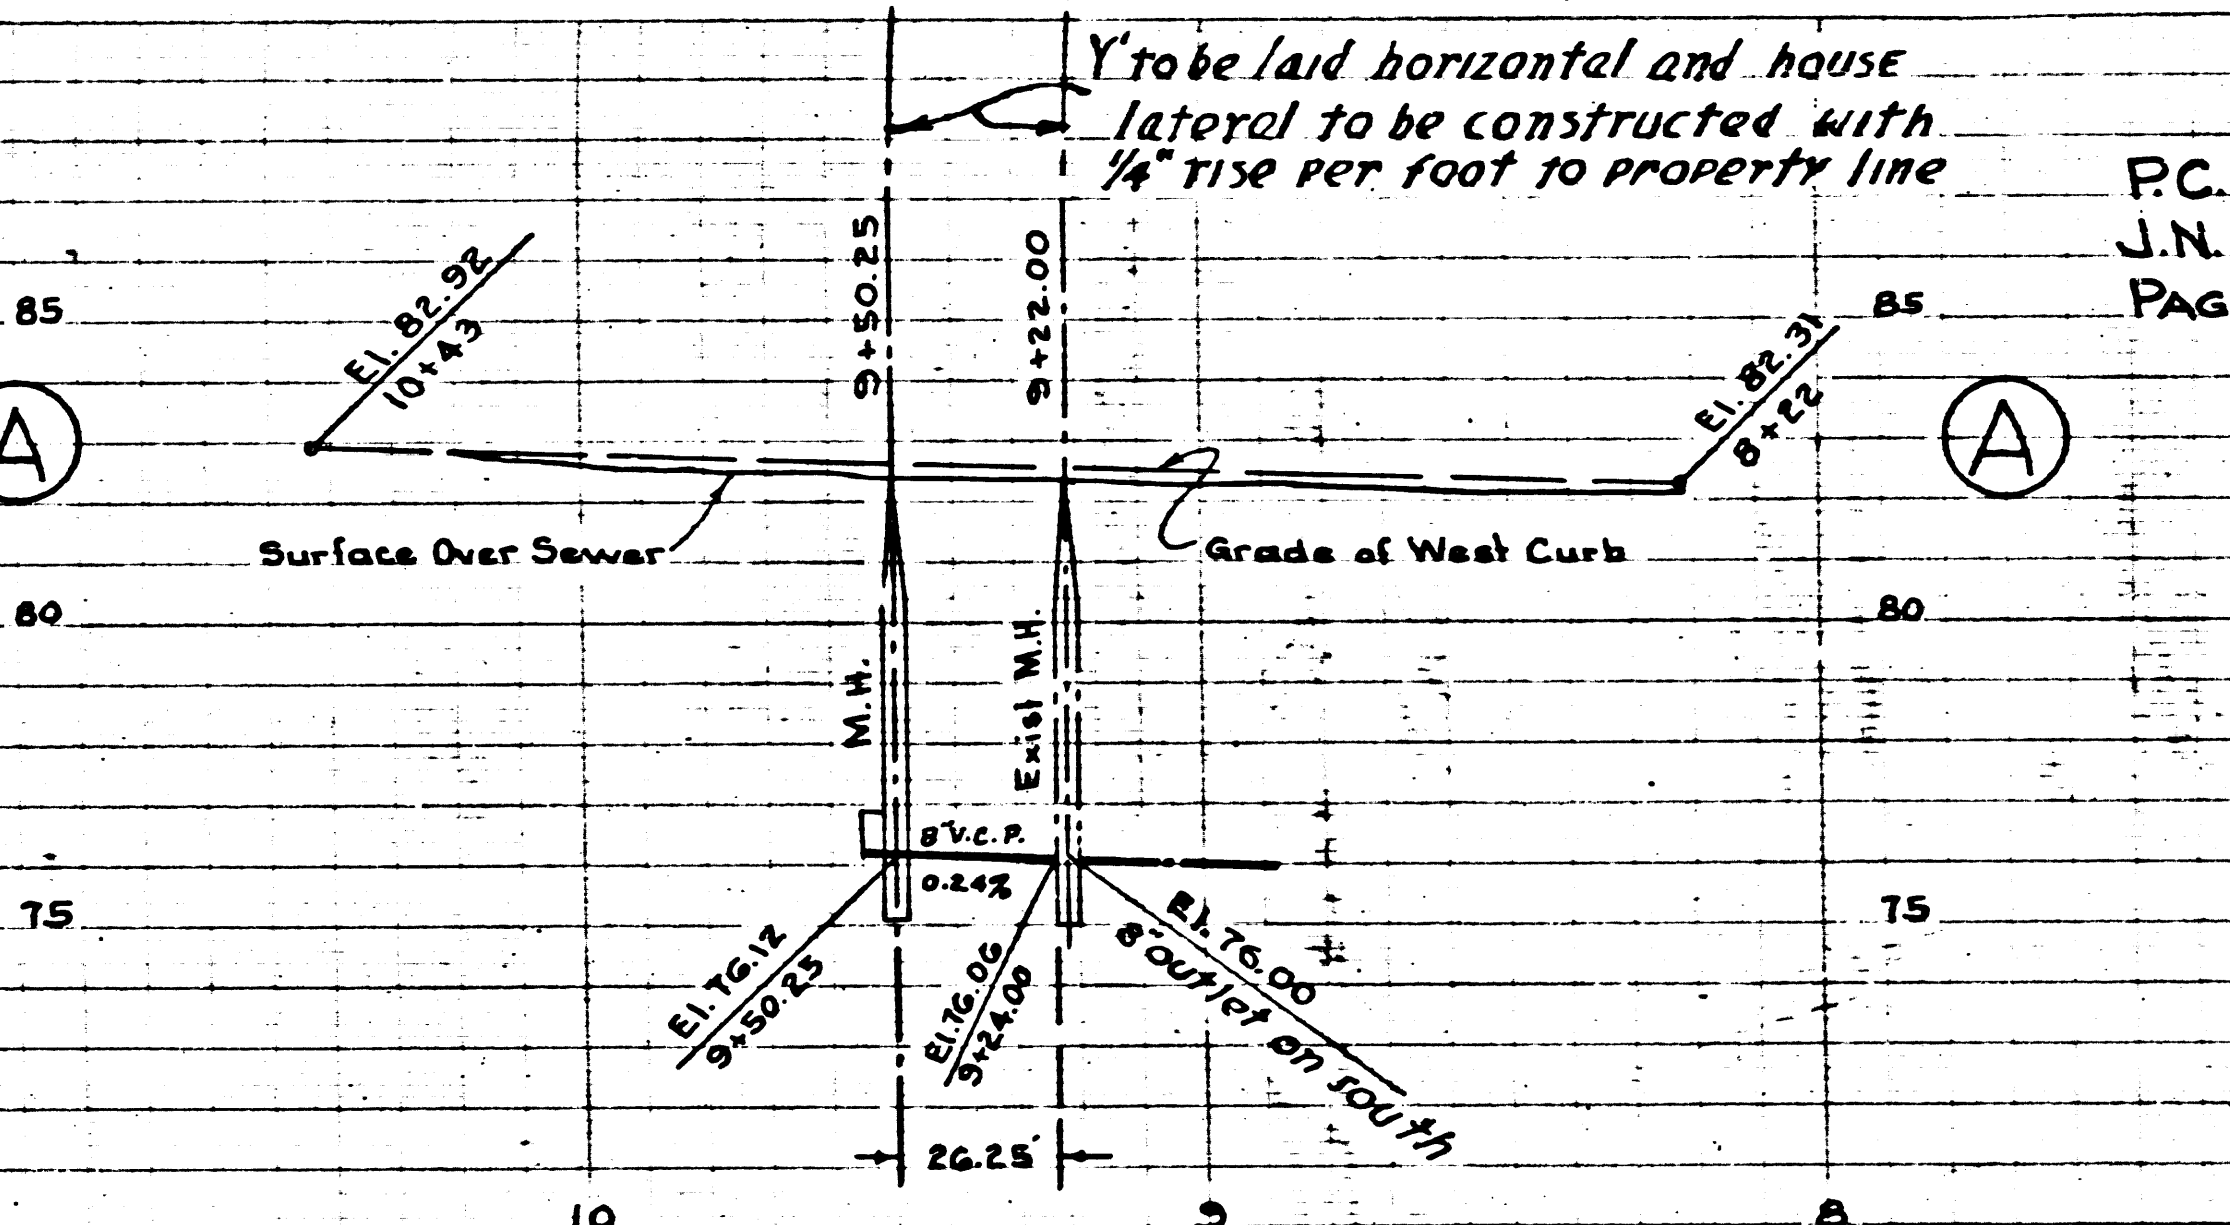 Y' to be laid horizontal and house
lateral to be constructed with
1/4" rise per foot to property line
P.C.
J.N.
PAG
9+50.25
9+22.00
El. 82.92
10+43
85
85
El. 82.31
8+22
A
A
Surface Over Sewer
Grade of West Curb
80
80
M.H.
Exist M.H.
8" V.C.P.
0.24%
75
75
El. 76.12
9+50.25
El. 76.06
9+24.00
El. 76.00
8" outlet on south
26.25'
10
9
8